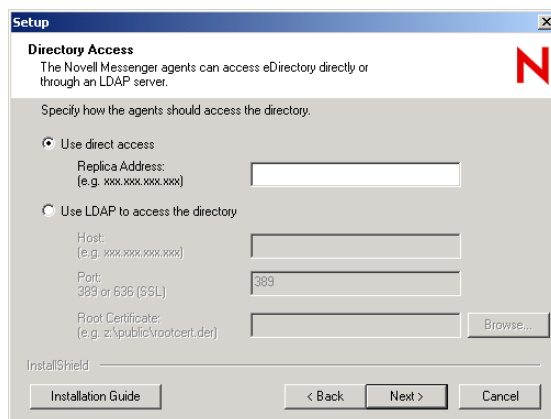 Setup
Directory Access
The Novell Messenger agents can access eDirectory directly or
through an LDAP server.
N
Specify how the agents should access the directory.
Use direct access
Replica Address:
(e.g. xxx.xxx.xxx.xxx)
Use LDAP to access the directory
Host:
(e.g. xxx.xxx.xxx.xxx)
Port:
389 or 636 (SSL)
389
Root Certificate:
(e.g. z:\public\rootcert.der)
Browse...
InstallShield
Installation Guide
< Back
Next >
Cancel